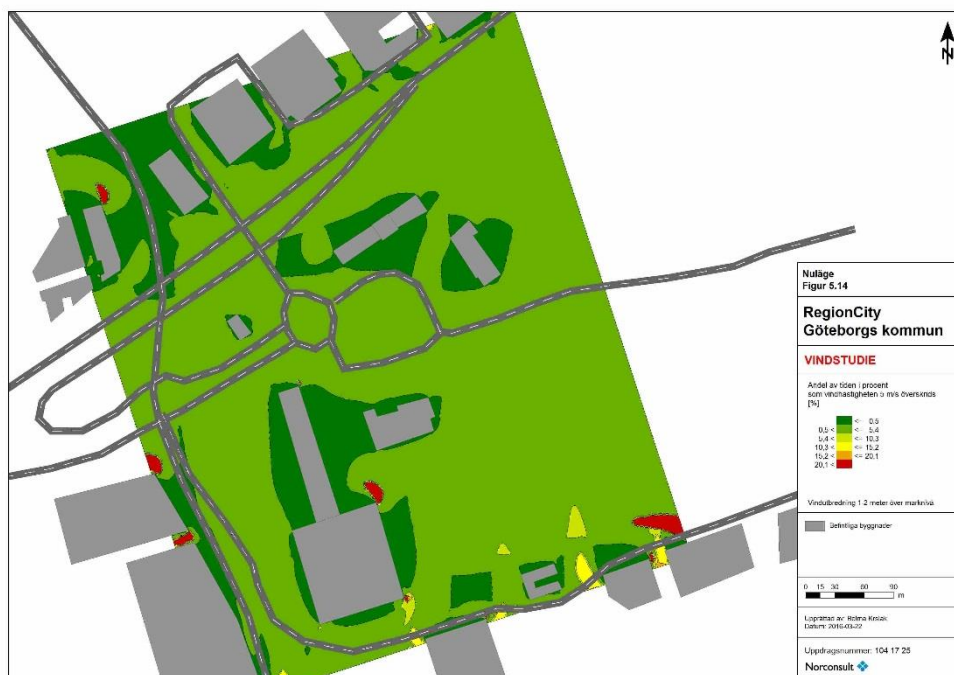 N
Nuläge
Figur 5.14
RegionCity
Göteborgs kommun
VINDSTUDIE
Andel av tiden i procent
som vindhastigheten 5 m/s överskrids
[%]
<= 0,5
0,5 < <= 5,4
5,4 < <= 10,3
10,3 < <= 15,2
15,2 < <= 20,1
20,1 <
Vindutbredning 1-2 meter över marknivå
Befintliga byggnader
0 15 30 60 90
m
Upprättad av: Belma Krslak
Datum: 2016-03-22
Uppdragsnummer: 104 17 25
Norconsult